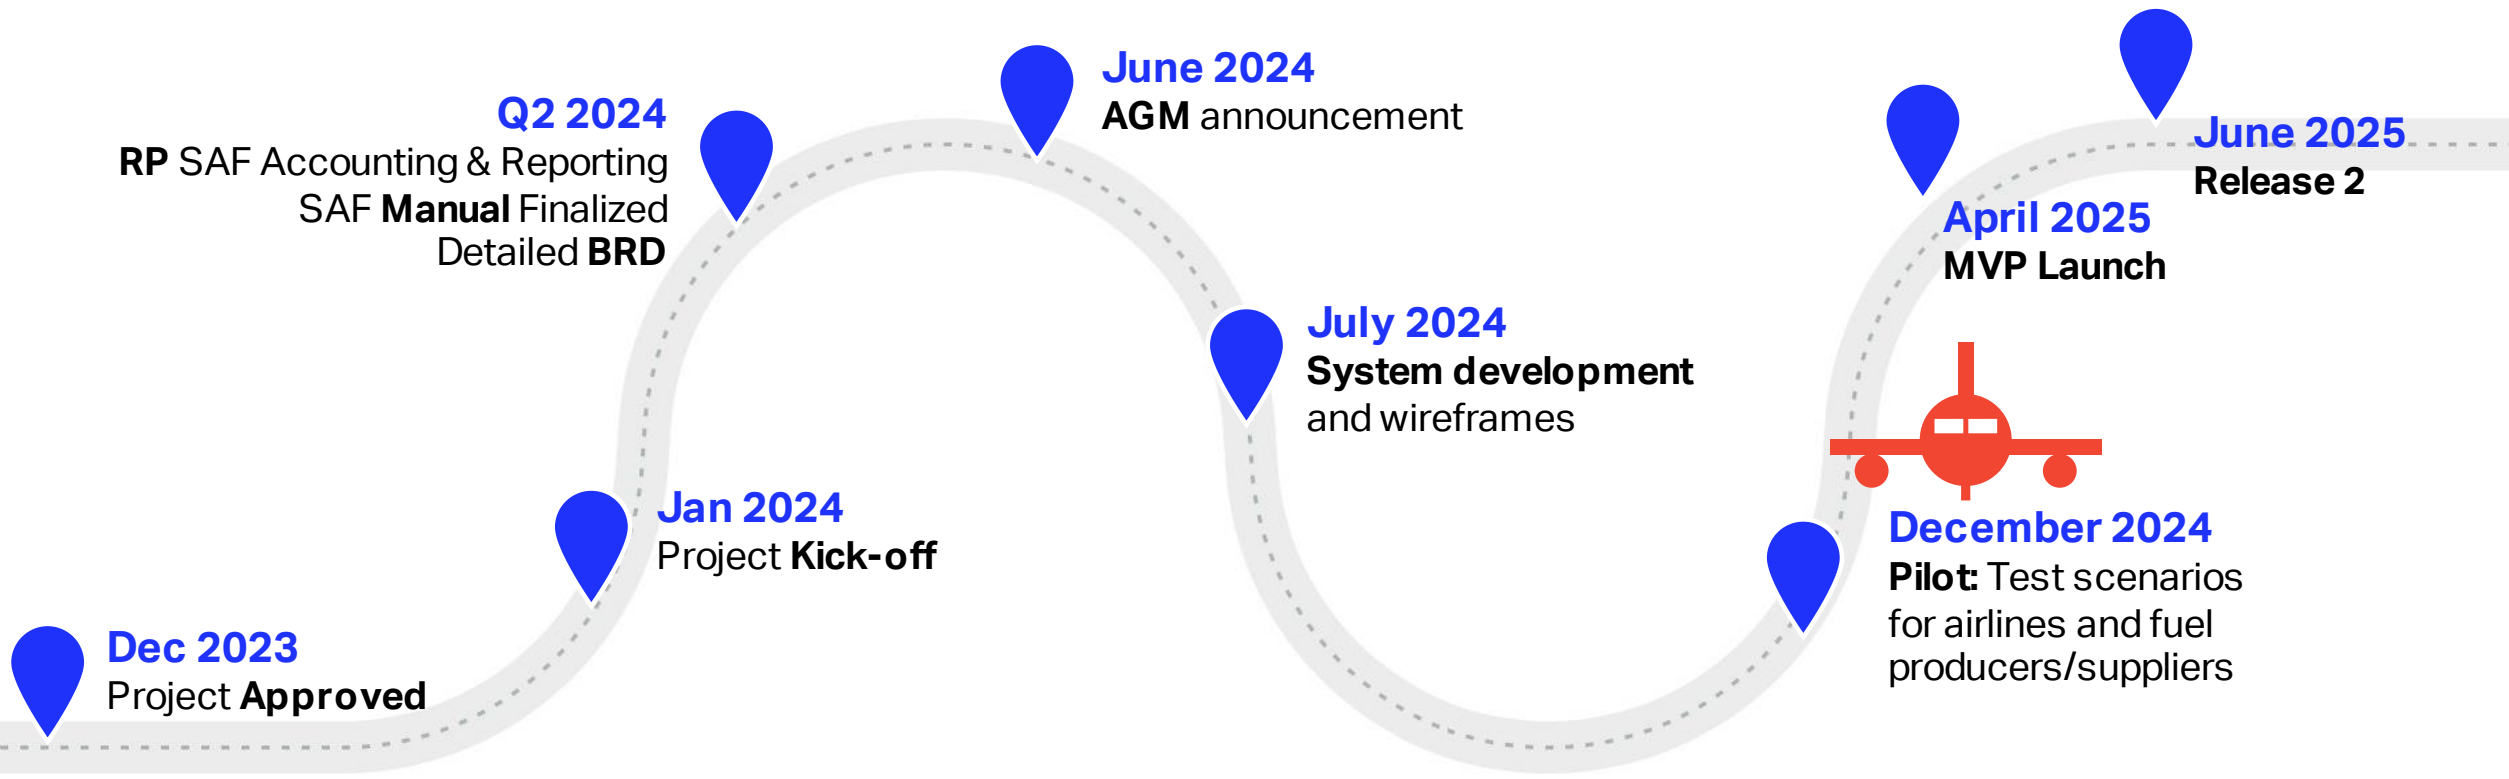 Dec 2023
Project Approved
Jan 2024
Project Kick-off
Q2 2024
RP SAF Accounting & Reporting
SAF Manual Finalized
Detailed BRD
June 2024
AGM announcement
July 2024
System development
and wireframes
December 2024
Pilot: Test scenarios
for airlines and fuel
producers/suppliers
April 2025
MVP Launch
June 2025
Release 2